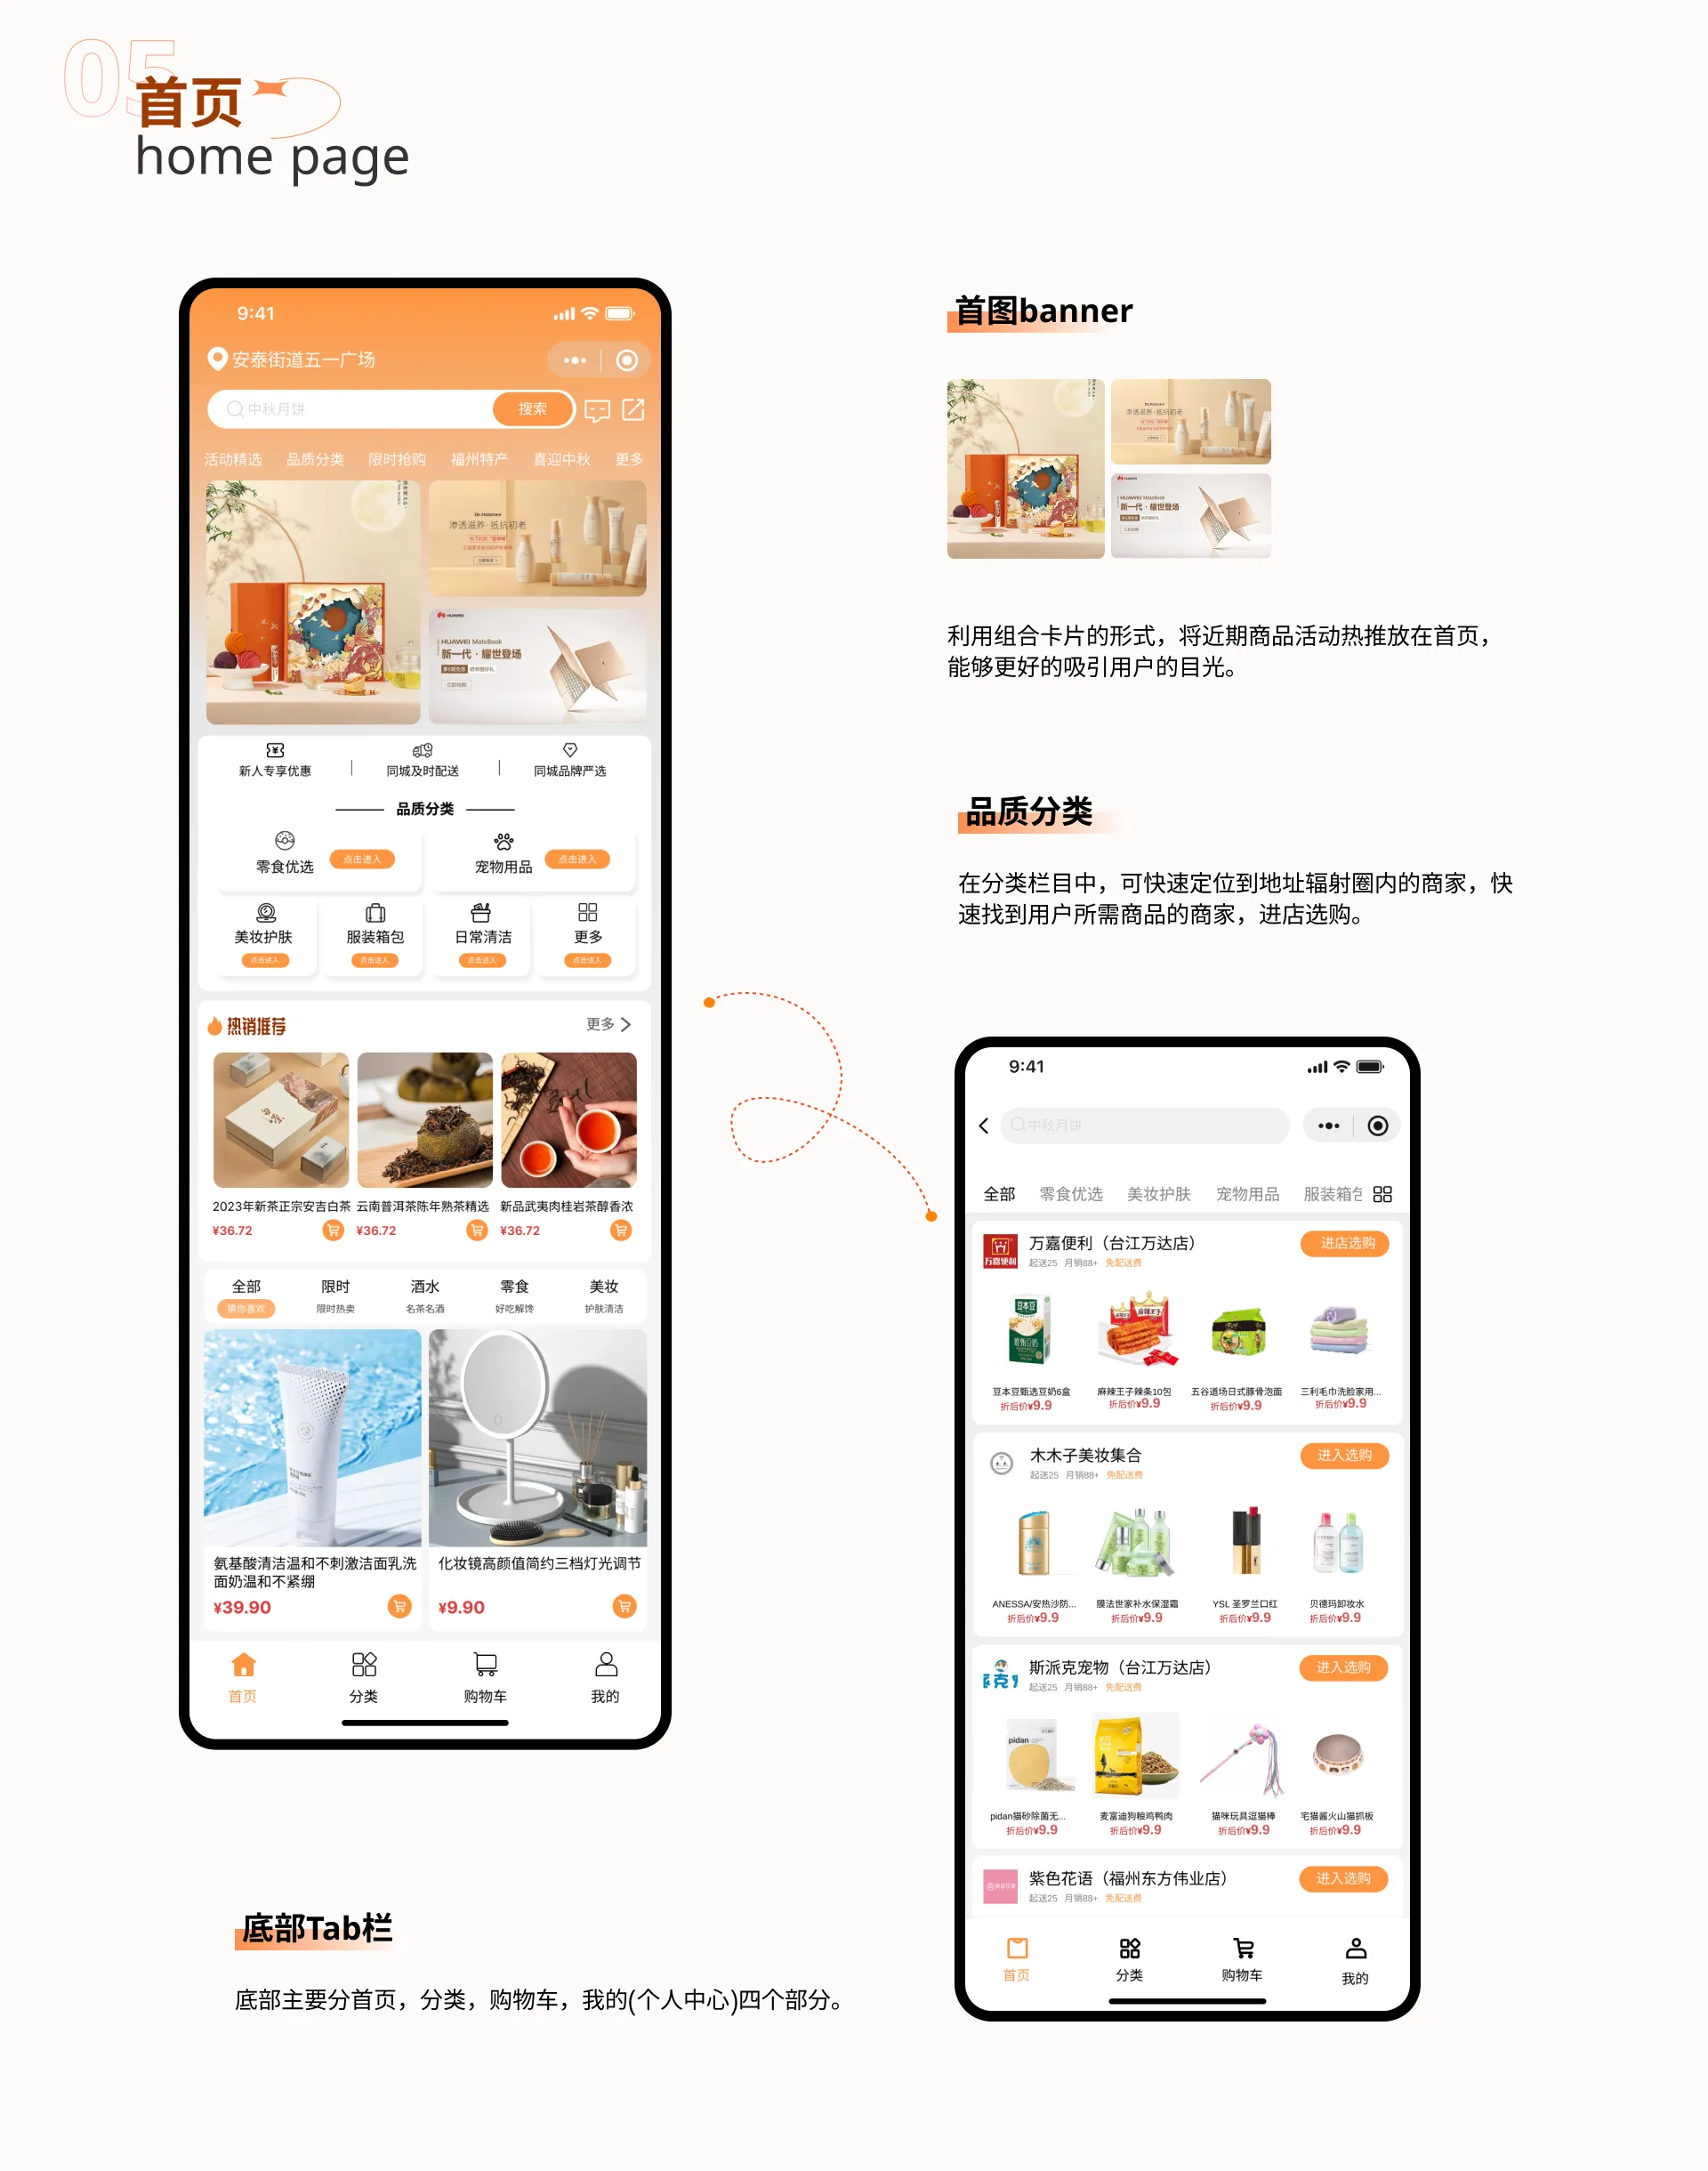 05
首页
home page
9:41
安泰街道五一广场
中秋月饼
搜索
活动精选 品质分类 限时抢购 福州特产 喜迎中秋 更多
渗透滋养·抵抗初老
HUAWEI
HUAWEI MateBook
新一代·耀世登场
新人专享优惠 同城及时配送 同城品牌严选
品质分类
零食优选 点击进入 宠物用品 点击进入
美妆护肤 服装箱包 日常清洁 更多
点击进入 点击进入 点击进入 点击进入
热销推荐 更多
2023年新茶正宗安吉白茶 云南普洱茶陈年熟茶精选 新品武夷肉桂岩茶醇香浓
¥36.72 ¥36.72 ¥36.72
全部 限时 酒水 零食 美妆
猜你喜欢 限时热卖 名茶名酒 好吃解馋 护肤清洁
氨基酸清洁温和不刺激洁面乳洗
面奶温和不紧绷
¥39.90
化妆镜高颜值简约三档灯光调节
¥9.90
首页 分类 购物车 我的
首图banner
渗透滋养·抵抗初老
HUAWEI MateBook
新一代·耀世登场
利用组合卡片的形式，将近期商品活动热推放在首页，
能够更好的吸引用户的目光。
品质分类
在分类栏目中，可快速定位到地址辐射圈内的商家，快
速找到用户所需商品的商家，进店选购。
9:41
中秋月饼
全部 零食优选 美妆护肤 宠物用品 服装箱包
万嘉便利
万嘉便利（台江万达店） 进店选购
起送25 月销88+ 免配送费
豆本豆甄选豆奶6盒 麻辣王子辣条10包 五谷道场日式豚骨泡面 三利毛巾洗脸家用...
折后价¥9.9 折后价¥9.9 折后价¥9.9 折后价¥9.9
木木子美妆集合 进入选购
起送25 月销88+ 免配送费
ANESSA/安热沙防... 膜法世家补水保湿霜 YSL 圣罗兰口红 贝德玛卸妆水
折后价¥9.9 折后价¥9.9 折后价¥9.9 折后价¥9.9
斯派克宠物（台江万达店） 进入选购
起送25 月销88+ 免配送费
pidan
pidan猫砂除菌无... 麦富迪狗粮鸡鸭肉 猫咪玩具逗猫棒 宅猫酱火山猫抓板
折后价¥9.9 折后价¥9.9 折后价¥9.9 折后价¥9.9
紫色花语（福州东方伟业店） 进入选购
起送25 月销88+ 免配送费
首页 分类 购物车 我的
底部Tab栏
底部主要分首页，分类，购物车，我的(个人中心)四个部分。